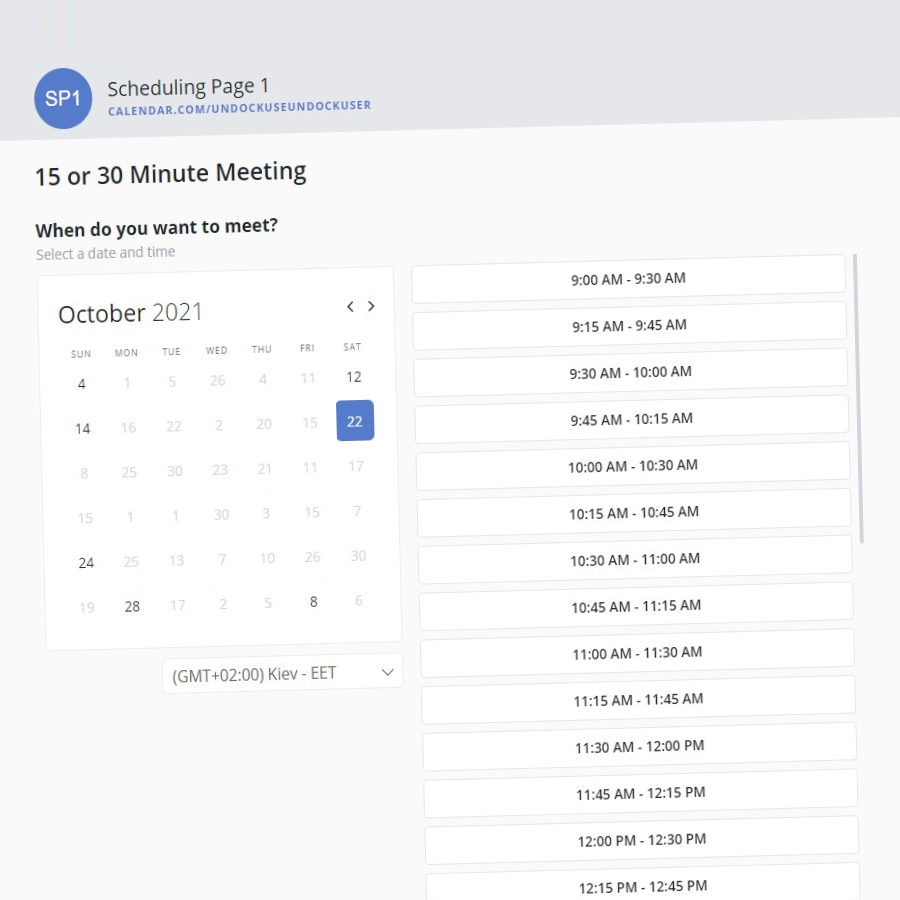 SP1
Scheduling Page 1
CALENDAR.COM/UNDOCKUSEUNDOCKUSER
15 or 30 Minute Meeting
When do you want to meet?
Select a date and time
October 2021
SUN MON TUE WED THU FRI SAT
4 1 5 26 4 11 12
14 16 22 2 20 15 22
8 25 30 23 21 11 17
15 1 1 30 3 15 7
24 25 13 7 10 26 30
19 28 17 2 5 8 6
(GMT+02:00) Kiev - EET
9:00 AM - 9:30 AM
9:15 AM - 9:45 AM
9:30 AM - 10:00 AM
9:45 AM - 10:15 AM
10:00 AM - 10:30 AM
10:15 AM - 10:45 AM
10:30 AM - 11:00 AM
10:45 AM - 11:15 AM
11:00 AM - 11:30 AM
11:15 AM - 11:45 AM
11:30 AM - 12:00 PM
11:45 AM - 12:15 PM
12:00 PM - 12:30 PM
12:15 PM - 12:45 PM